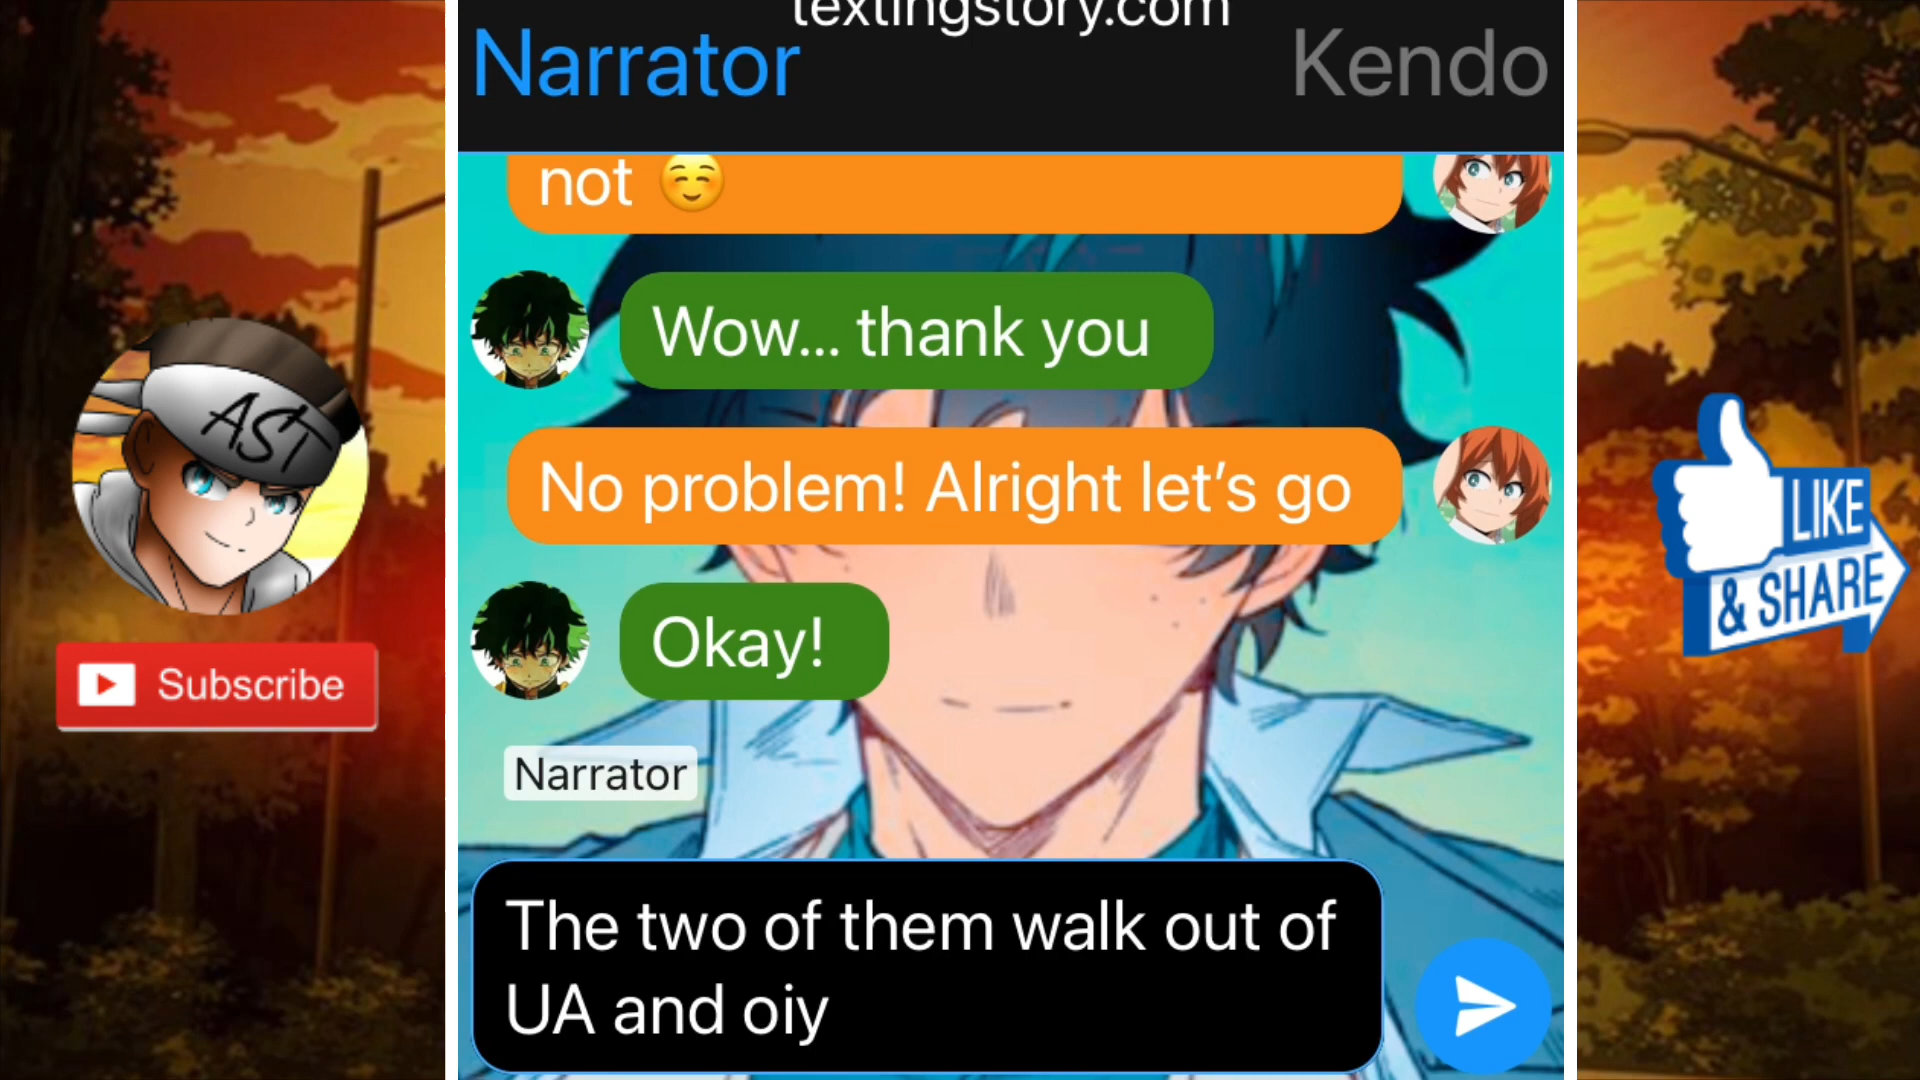 textingstory.com
Narrator
Kendo
not ☺️
Wow... thank you
No problem! Alright let’s go
Okay!
Narrator
The two of them walk out of
UA and oiy
AST
Subscribe
LIKE
& SHARE